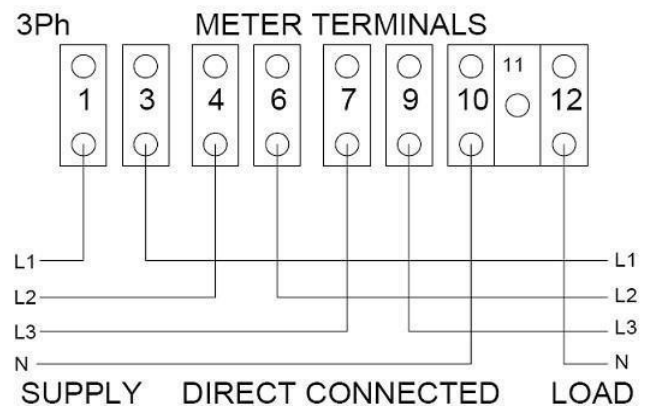 3Ph METER TERMINALS
11
1 3 4 6 7 9 10 12
L1 L1
L2 L2
L3 L3
N N
SUPPLY DIRECT CONNECTED LOAD